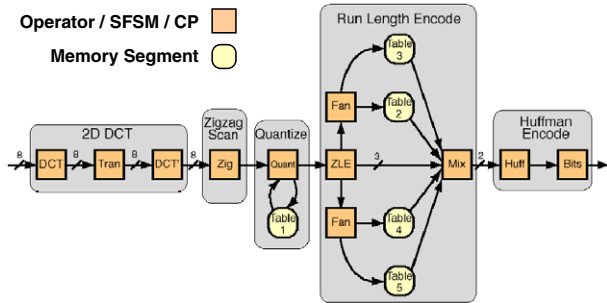 Operator / SFSM / CP
Memory Segment
Run Length Encode
Table
3
Fan
Table
2
2D DCT
Zigzag
Scan
Quantize
Huffman
Encode
8
DCT
8
Tran
8
DCT'
8
Zig
Quant
ZLE
3
Mix
2
Huff
Bits
Table
1
Fan
Table
4
Table
5